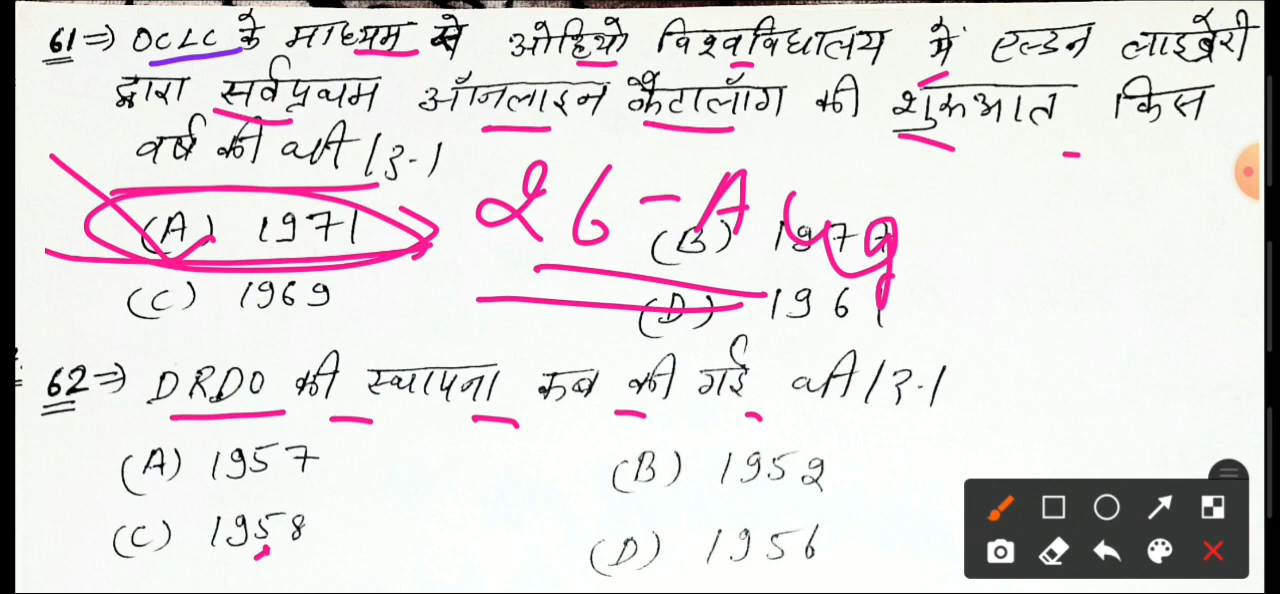 61⇒ OCLC के माध्यम से ओहियो विश्वविधालय में एल्डन लाइब्रेरी
द्वारा सर्वप्रथम ऑनलाइन कैटालॉग की शुरुआत किस
वर्ष की थी।?
26-Aug
(A) 1971
(B) 1977
(C) 1969
(D) 1961
62⇒ DRDO की स्थापना कब की गई थी।?
(A) 1957
(B) 1952
(C) 1958
(D) 1956